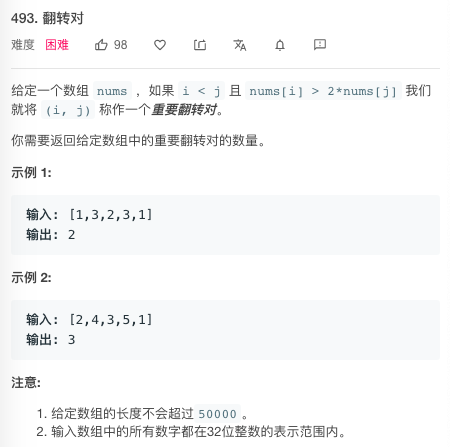 493. 翻转对
难度 困难 98
给定一个数组 nums ，如果 i < j 且 nums[i] > 2*nums[j] 我们
就将 (i, j) 称作一个重要翻转对。
你需要返回给定数组中的重要翻转对的数量。
示例 1:
输入: [1,3,2,3,1]
输出: 2
示例 2:
输入: [2,4,3,5,1]
输出: 3
注意:
1. 给定数组的长度不会超过 50000 。
2. 输入数组中的所有数字都在32位整数的表示范围内。